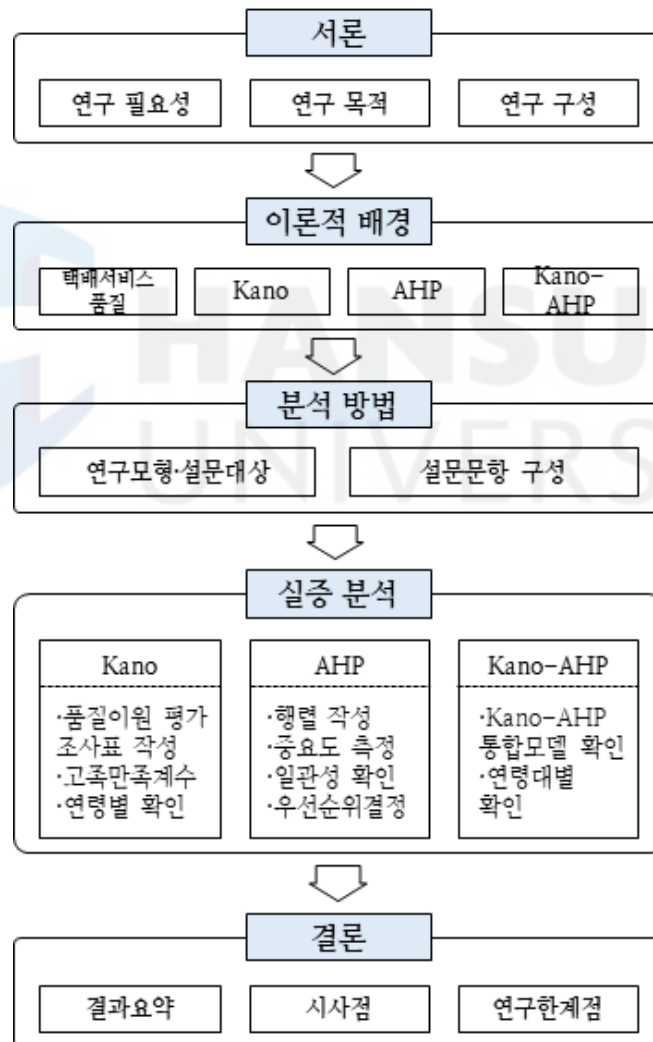 서론
연구 필요성
연구 목적
연구 구성
이론적 배경
택배서비스
품질
Kano
AHP
Kano-
AHP
HANSU
UNIVERS
분석 방법
연구모형·설문대상
설문문항 구성
실증 분석
Kano
·품질이원 평가
조사표 작성
·고족만족계수
·연령별 확인
AHP
·행렬 작성
·중요도 측정
·일관성 확인
·우선순위결정
Kano-AHP
·Kano-AHP
통합모델 확인
·연령대별
확인
결론
결과요약
시사점
연구한계점